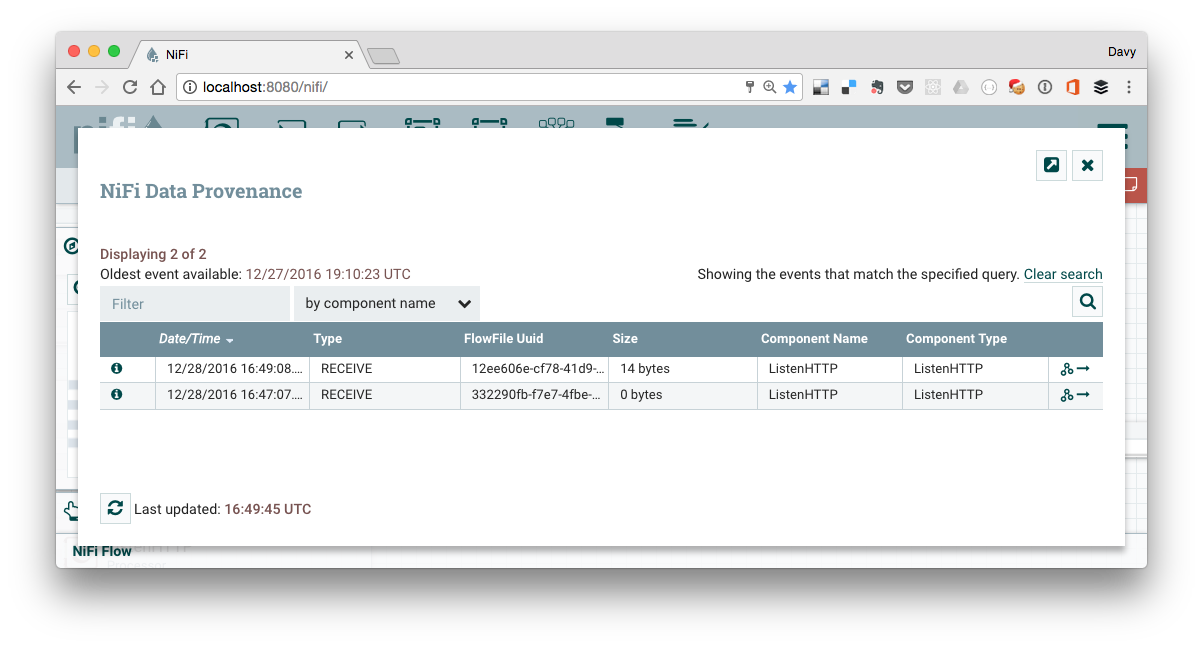 NiFi
Davy
localhost:8080/nifi/
nifi
NiFi Data Provenance
Displaying 2 of 2
Oldest event available: 12/27/2016 19:10:23 UTC
Showing the events that match the specified query. Clear search
Filter
by component name
Date/Time Type FlowFile Uuid Size Component Name Component Type
12/28/2016 16:49:08.... RECEIVE 12ee606e-cf78-41d9-... 14 bytes ListenHTTP ListenHTTP
12/28/2016 16:47:07.... RECEIVE 332290fb-f7e7-4fbe-... 0 bytes ListenHTTP ListenHTTP
Last updated: 16:49:45 UTC
NiFi Flow